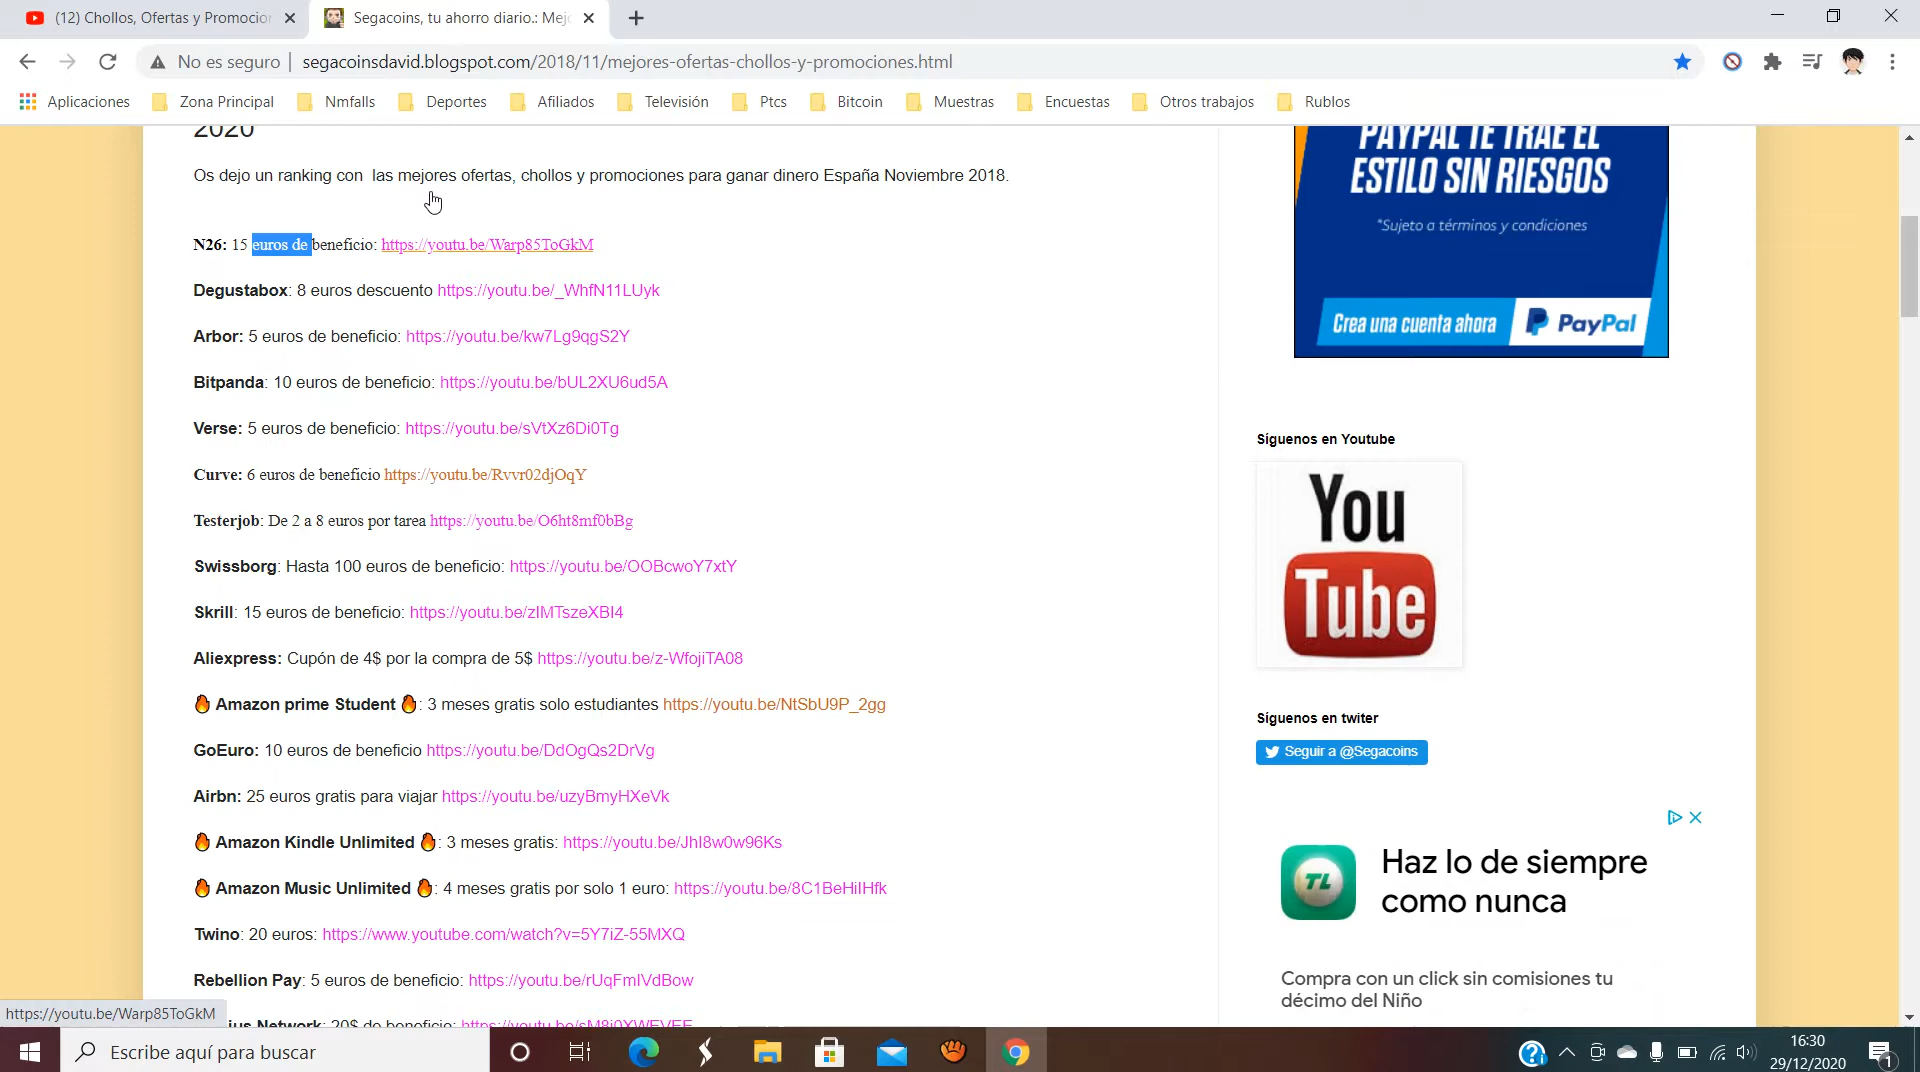 (12) Chollos, Ofertas y Promocion
Segacoins, tu ahorro diario.: Mejo
No es seguro | segacoinsdavid.blogspot.com/2018/11/mejores-ofertas-chollos-y-promociones.html
Aplicaciones Zona Principal Nmfalls Deportes Afiliados Televisión Ptcs Bitcoin Muestras Encuestas Otros trabajos Rublos
2020
Os dejo un ranking con las mejores ofertas, chollos y promociones para ganar dinero España Noviembre 2018.
N26: 15 euros de beneficio: https://youtu.be/Warp85ToGkM
Degustabox: 8 euros descuento https://youtu.be/_WhfN11LUyk
Arbor: 5 euros de beneficio: https://youtu.be/kw7Lg9qgS2Y
Bitpanda: 10 euros de beneficio: https://youtu.be/bUL2XU6ud5A
Verse: 5 euros de beneficio: https://youtu.be/sVtXz6Di0Tg
Curve: 6 euros de beneficio https://youtu.be/Rvvr02djOqY
Testerjob: De 2 a 8 euros por tarea https://youtu.be/O6ht8mf0bBg
Swissborg: Hasta 100 euros de beneficio: https://youtu.be/OOBcwoY7xtY
Skrill: 15 euros de beneficio: https://youtu.be/zIMTszeXBI4
Aliexpress: Cupón de 4$ por la compra de 5$ https://youtu.be/z-WfojiTA08
🔥 Amazon prime Student 🔥: 3 meses gratis solo estudiantes https://youtu.be/NtSbU9P_2gg
GoEuro: 10 euros de beneficio https://youtu.be/DdOgQs2DrVg
Airbn: 25 euros gratis para viajar https://youtu.be/uzyBmyHXeVk
🔥 Amazon Kindle Unlimited 🔥: 3 meses gratis: https://youtu.be/JhI8w0w96Ks
🔥 Amazon Music Unlimited 🔥: 4 meses gratis por solo 1 euro: https://youtu.be/8C1BeHiIHfk
Twino: 20 euros: https://www.youtube.com/watch?v=5Y7iZ-55MXQ
Rebellion Pay: 5 euros de beneficio: https://youtu.be/rUqFmIVdBow
Network: 20$ de beneficio:
PAYPAL TE TRAE EL
ESTILO SIN RIESGOS
*Sujeto a términos y condiciones
Crea una cuenta ahora PayPal
Síguenos en Youtube
You
Tube
Síguenos en twiter
Seguir a @Segacoins
TL
Haz lo de siempre
como nunca
Compra con un click sin comisiones tu
décimo del Niño
https://youtu.be/Warp85ToGkM
Escribe aquí para buscar
16:30
29/12/2020
1